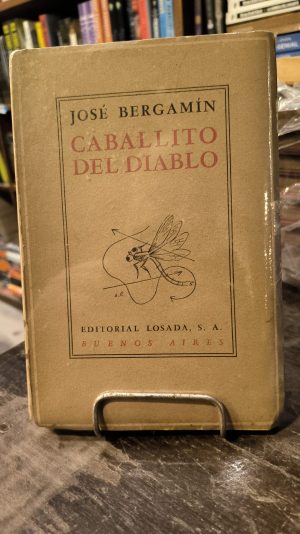 JOSÉ BERGAMÍN
CABALLITO
DEL DIABLO
EDITORIAL LOSADA, S. A.
BUENOS AIRES